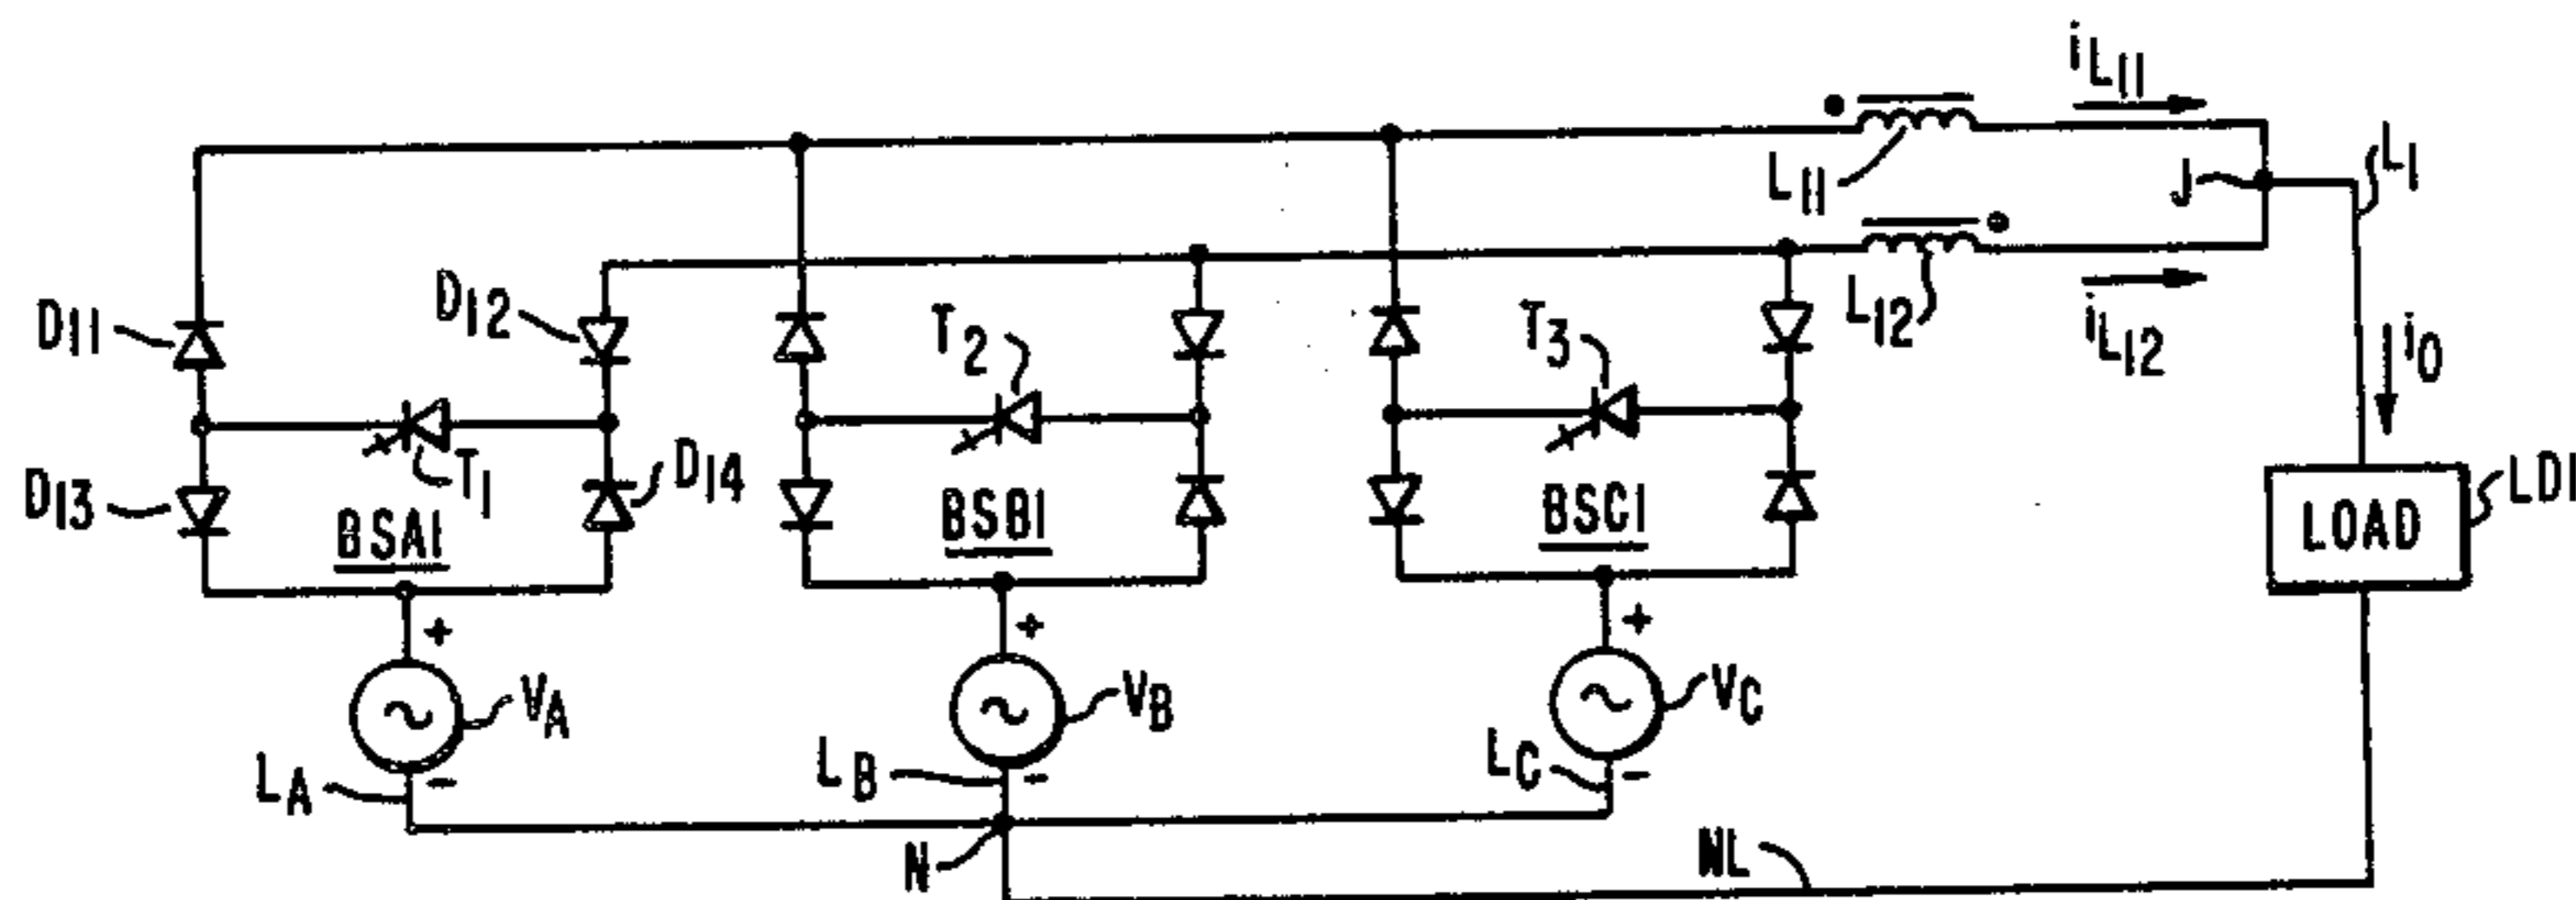 iL11
L11
J
L1
D11
D12
T2
T3
L12
iL12
i0
D13
T1
D14
BSA1
BSB1
BSC1
LOAD
LD1
+
+
+
VA
VB
VC
LA
-
LB
-
LC
-
N
NL